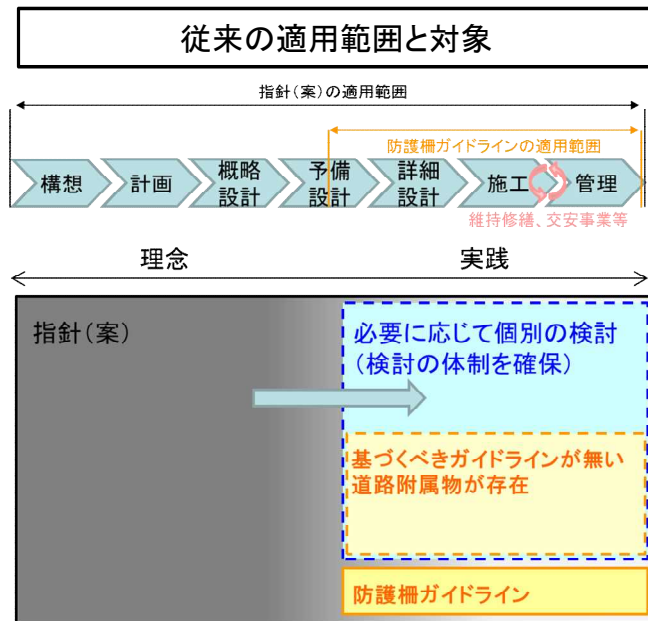 従来の適用範囲と対象
指針(案)の適用範囲
防護柵ガイドラインの適用範囲
構想
計画
概略
設計
予備
設計
詳細
設計
施工
管理
維持修繕、交安事業等
理念
実践
指針(案)
必要に応じて個別の検討
(検討の体制を確保)
基づくべきガイドラインが無い
道路附属物が存在
防護柵ガイドライン